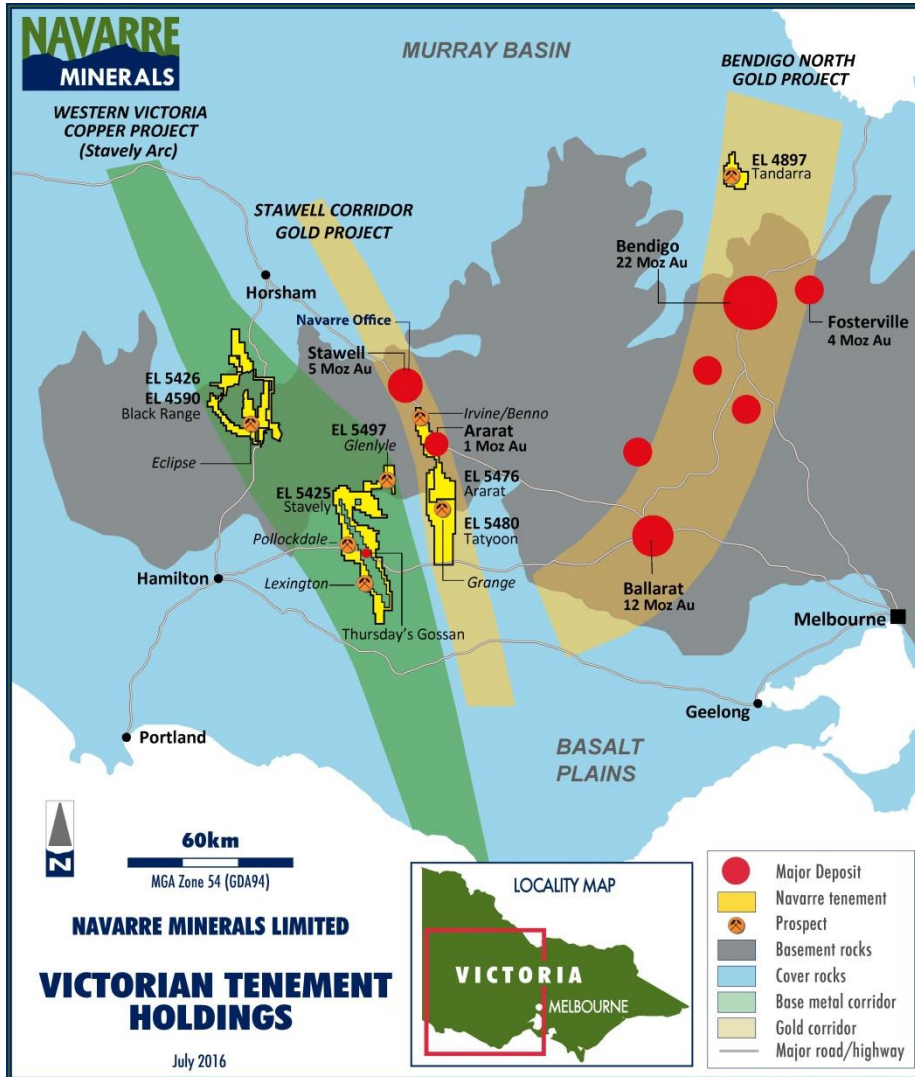 NAVARRE
MINERALS
MURRAY BASIN
BENDIGO NORTH
GOLD PROJECT
WESTERN VICTORIA
COPPER PROJECT
(Stavely Arc)
EL 4897
Tandarra
STAWELL CORRIDOR
GOLD PROJECT
Bendigo
22 Moz Au
Horsham
Navarre Office
Fosterville
4 Moz Au
Stawell
5 Moz Au
EL 5426
EL 4590
Black Range
Irvine/Benno
EL 5497
Glenlyle
Ararat
1 Moz Au
Eclipse
EL 5476
Ararat
EL 5425
Stavely
EL 5480
Tatyoon
Pollockdale
Grange
Hamilton
Lexington
Ballarat
12 Moz Au
Thursday's Gossan
Melbourne
Geelong
Portland
BASALT
PLAINS
N
60km
MGA Zone 54 (GDA94)
NAVARRE MINERALS LIMITED
VICTORIAN TENEMENT
HOLDINGS
July 2016
LOCALITY MAP
VICTORIA
MELBOURNE
Major Deposit
Navarre tenement
Prospect
Basement rocks
Cover rocks
Base metal corridor
Gold corridor
Major road/highway